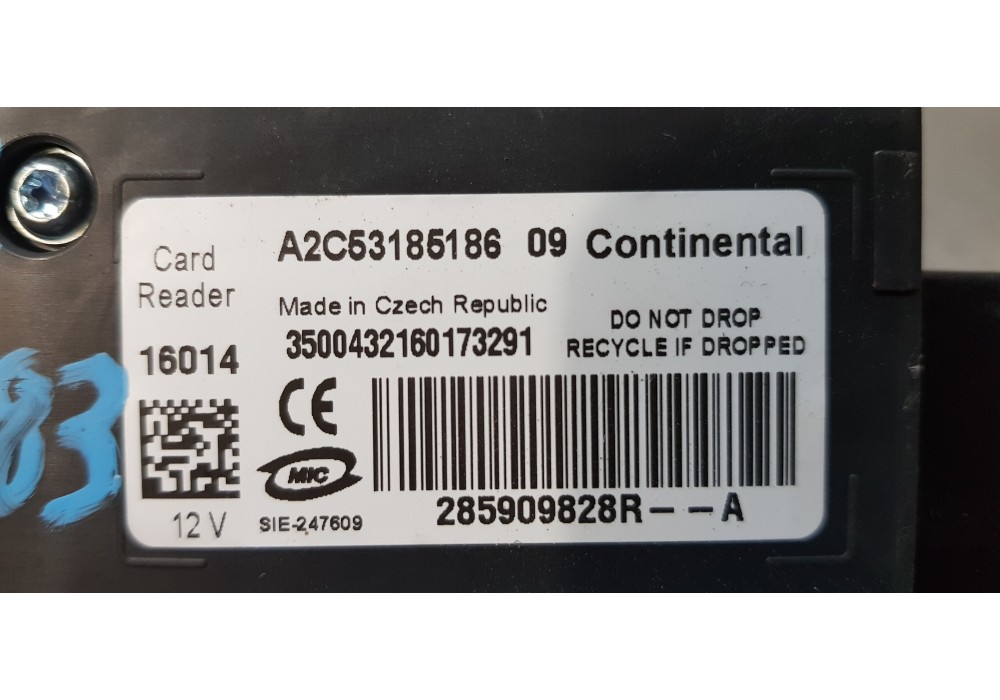 Card
Reader
16014
12 V
A2C53185186 09 Continental
Made in Czech Republic
3500432160173291
DO NOT DROP
RECYCLE IF DROPPED
CE
MIC
SIE-247609
285909828R--A
83